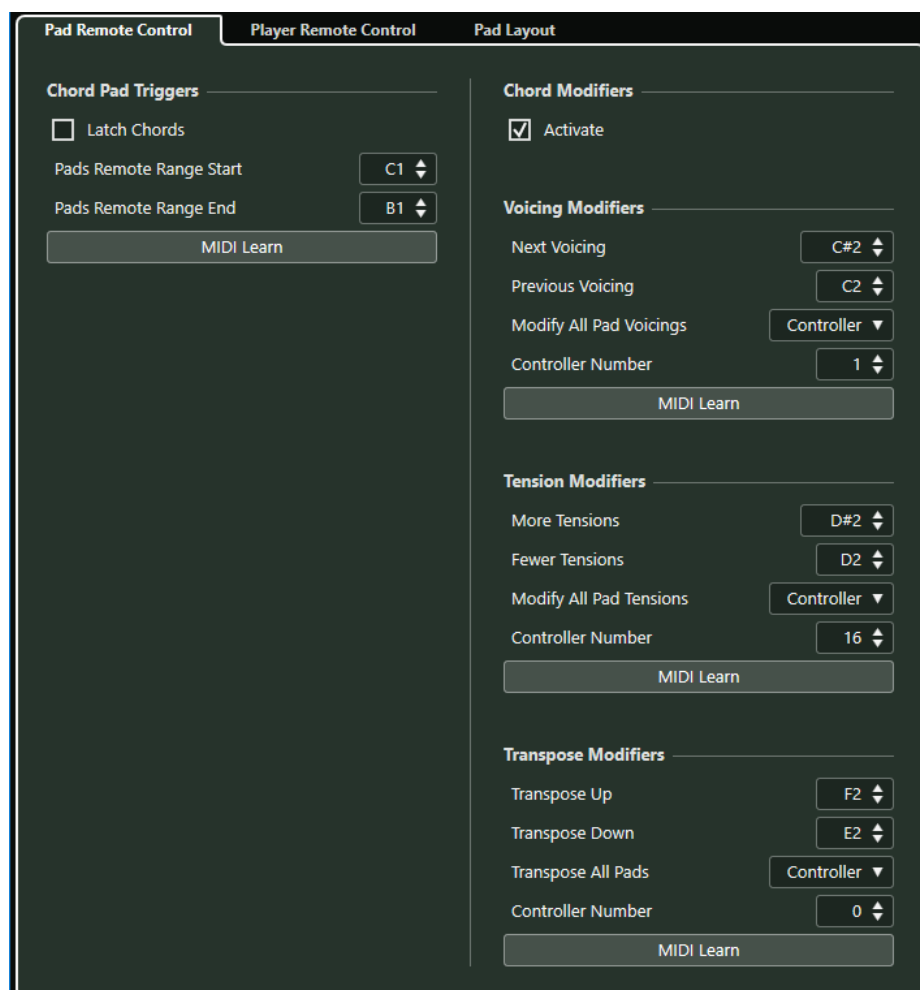 Pad Remote Control
Player Remote Control
Pad Layout
Chord Pad Triggers
Latch Chords
Pads Remote Range Start C1
Pads Remote Range End B1
MIDI Learn
Chord Modifiers
Activate
Voicing Modifiers
Next Voicing C#2
Previous Voicing C2
Modify All Pad Voicings Controller
Controller Number 1
MIDI Learn
Tension Modifiers
More Tensions D#2
Fewer Tensions D2
Modify All Pad Tensions Controller
Controller Number 16
MIDI Learn
Transpose Modifiers
Transpose Up F2
Transpose Down E2
Transpose All Pads Controller
Controller Number 0
MIDI Learn